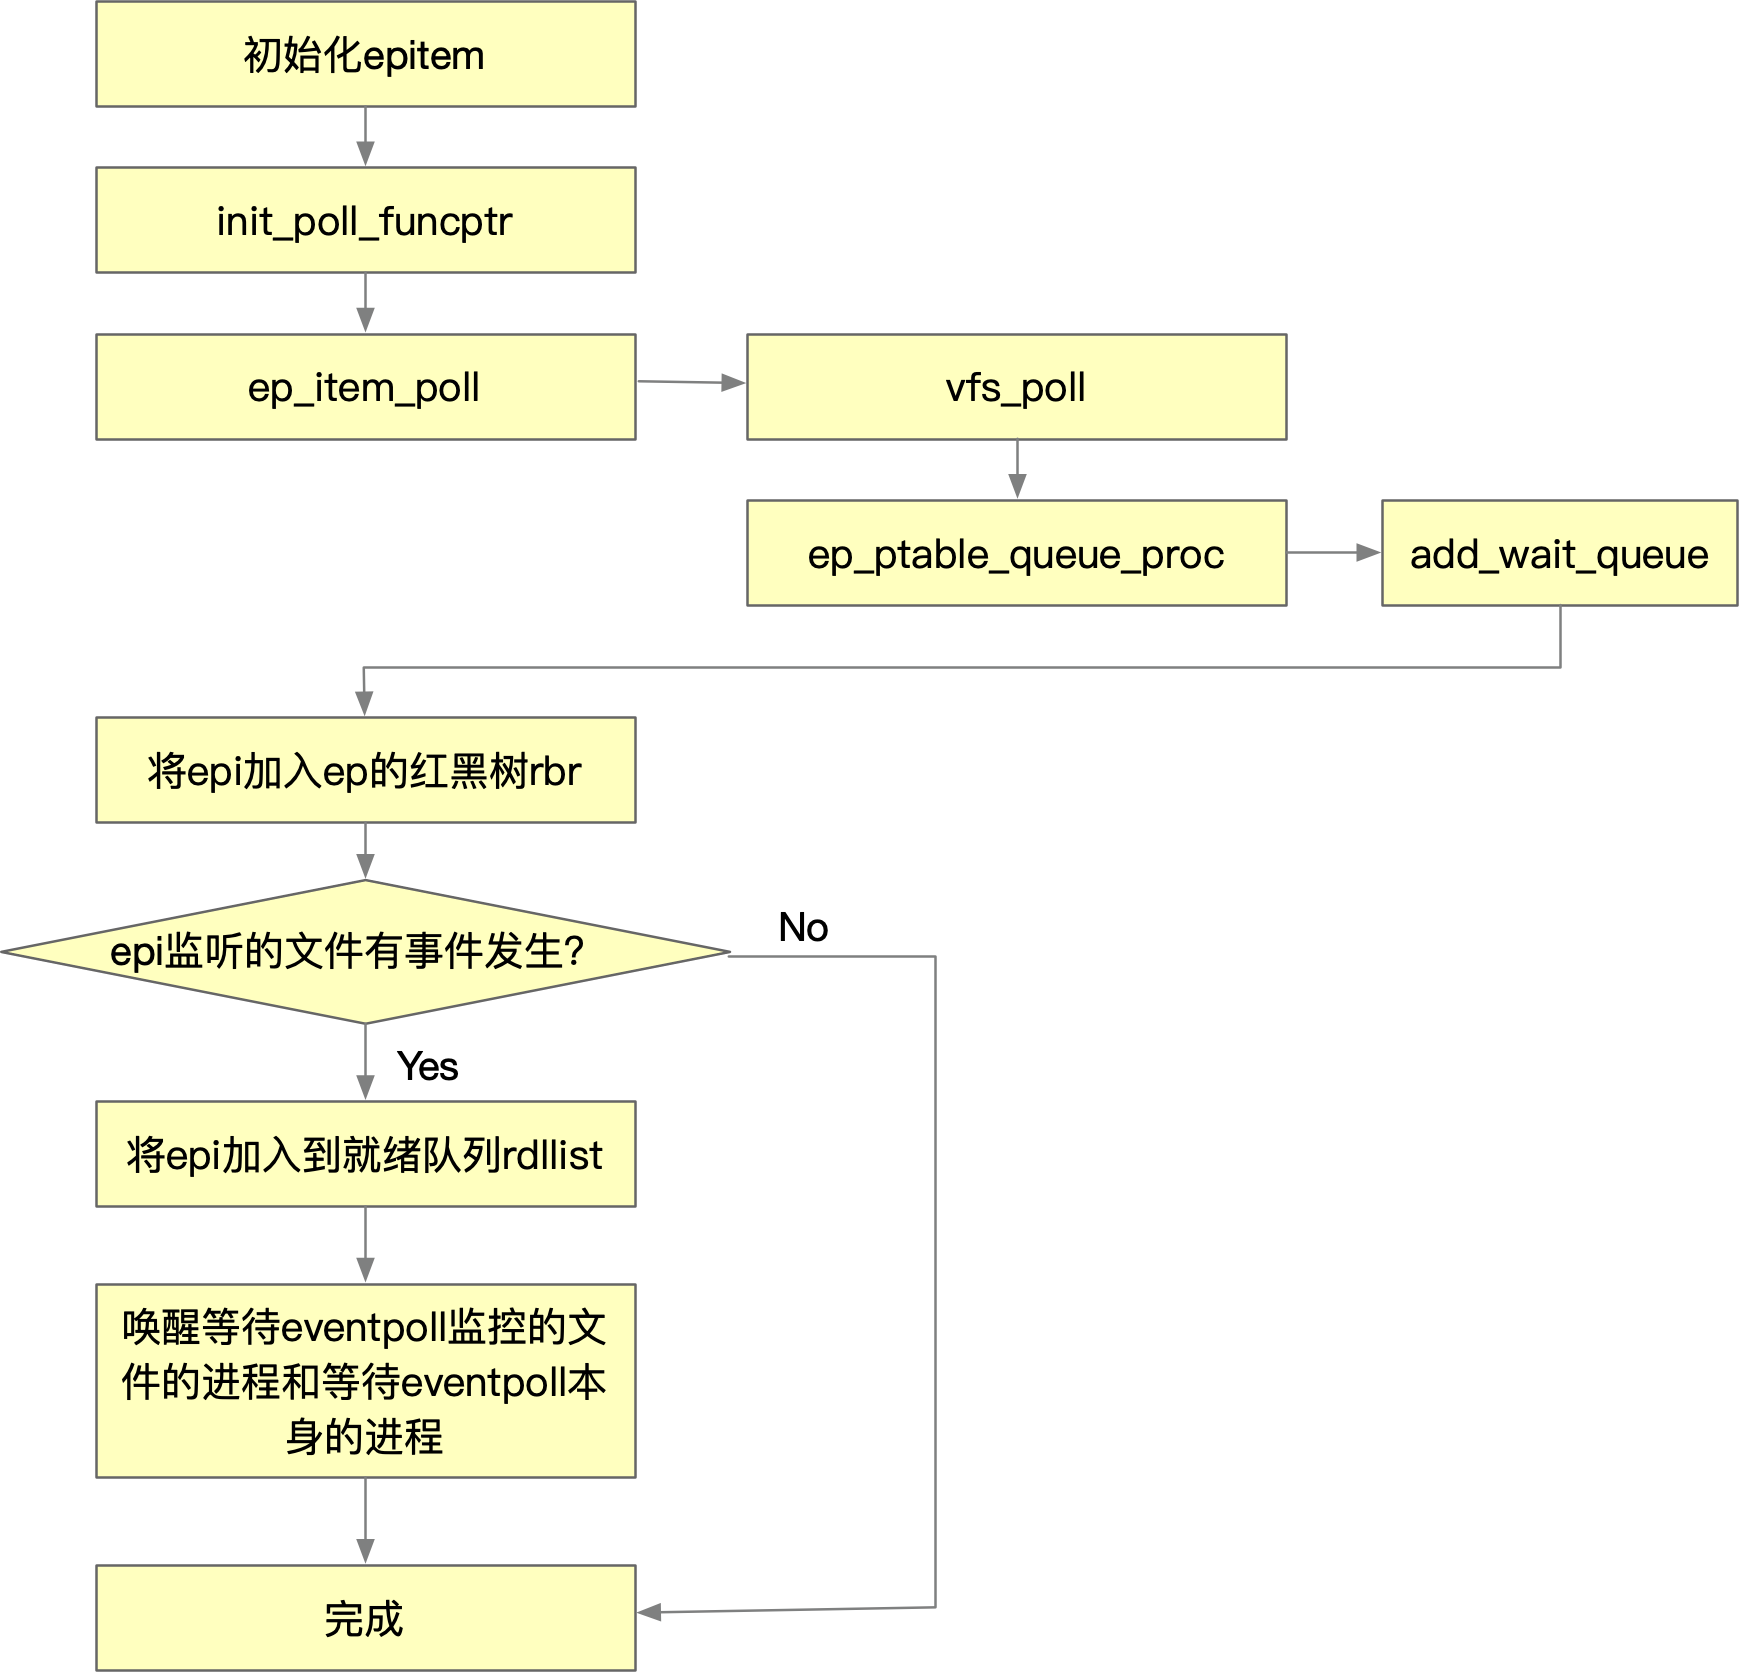 初始化epitem
init_poll_funcptr
ep_item_poll
vfs_poll
ep_ptable_queue_proc
add_wait_queue
将epi加入ep的红黑树rbr
epi监听的文件有事件发生?
No
Yes
将epi加入到就绪队列rdllist
唤醒等待eventpoll监控的文
件的进程和等待eventpoll本
身的进程
完成